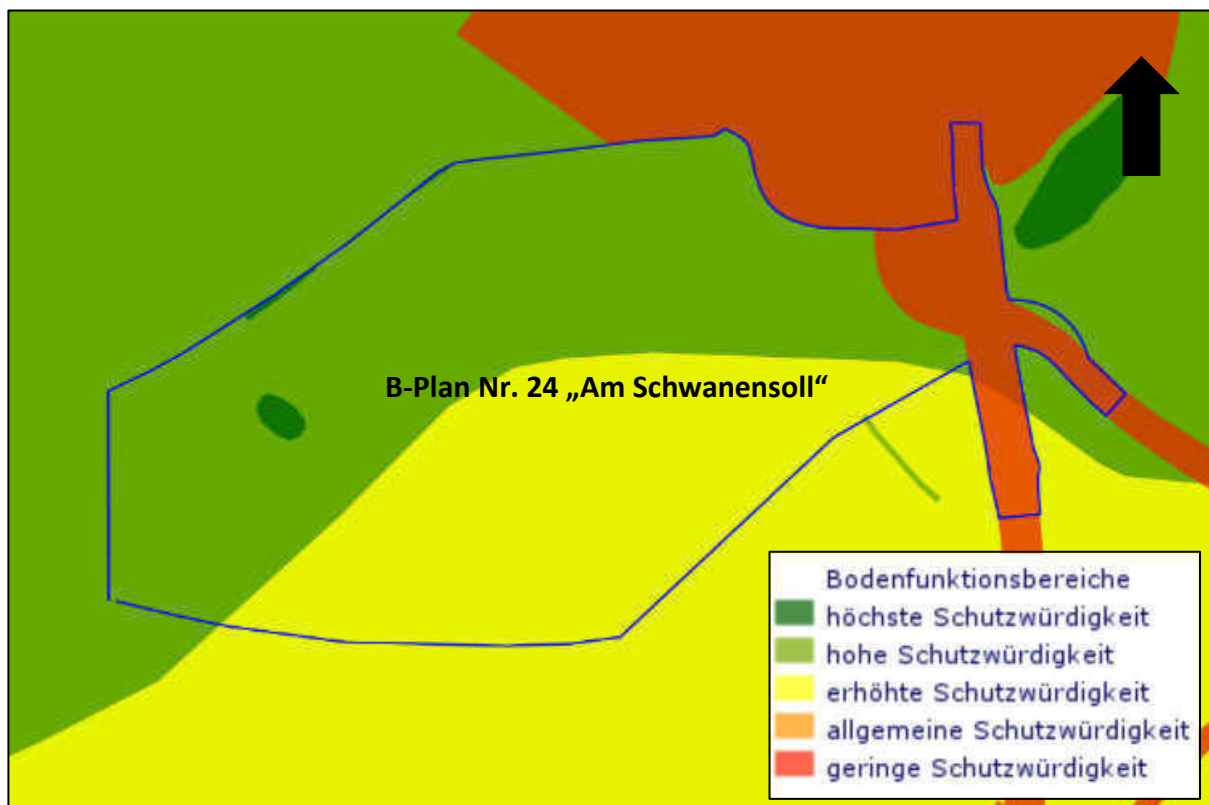 B-Plan Nr. 24 „Am Schwanensoll“
Bodenfunktionsbereiche
höchste Schutzwürdigkeit
hohe Schutzwürdigkeit
erhöhte Schutzwürdigkeit
allgemeine Schutzwürdigkeit
geringe Schutzwürdigkeit